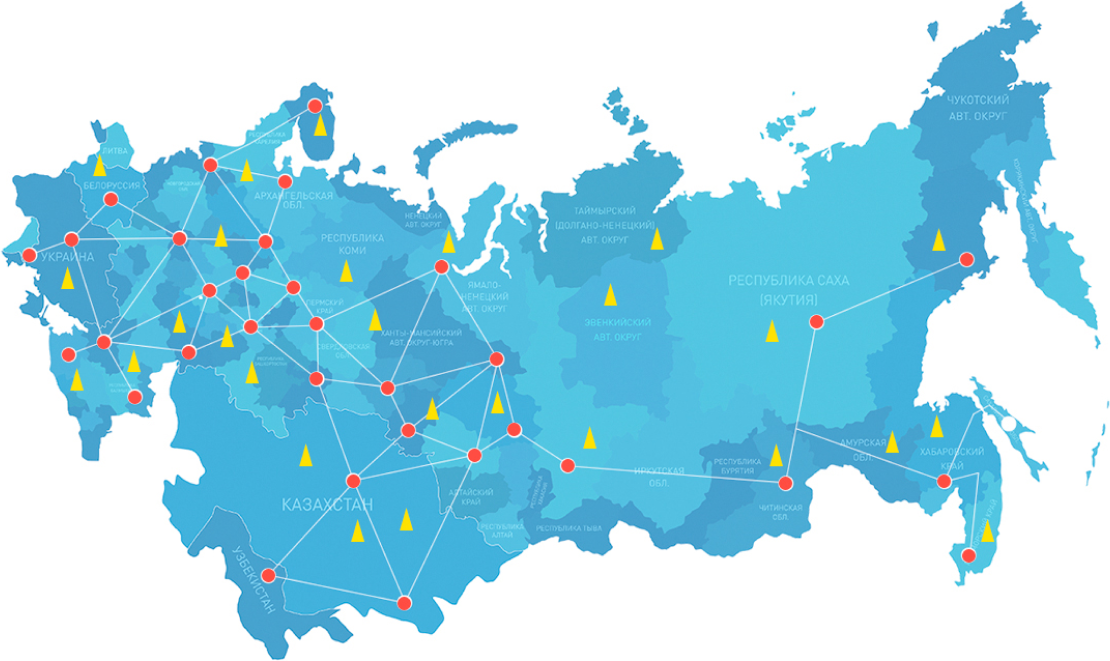 ЧУКОТСКИЙ
АВТ. ОКРУГ
РЕСПУБЛИКА
КАРЕЛИЯ
ЛИТВА
БЕЛОРУССИЯ
АРХАНГЕЛЬСКАЯ
ОБЛ.
НЕНЕЦКИЙ
АВТ. ОКРУГ
ТАЙМЫРСКИЙ
(ДОЛГАНО-НЕНЕЦКИЙ)
АВТ. ОКРУГ
РЕСПУБЛИКА
КОМИ
УКРАИНА
РЕСПУБЛИКА САХА
(ЯКУТИЯ)
ЯМАЛО-
НЕНЕЦКИЙ
АВТ. ОКРУГ
ПЕРМСКИЙ
КРАЙ
ЭВЕНКИЙСКИЙ
АВТ. ОКРУГ
ХАНТЫ-МАНСИЙСКИЙ
АВТ. ОКРУГ-ЮГРА
СВЕРДЛОВСКАЯ
ОБЛ.
АМУРСКАЯ
ОБЛ.
ХАБАРОВСКИЙ
КРАЙ
РЕСПУБЛИКА
БУРЯТИЯ
ИРКУТСКАЯ
ОБЛ.
АЛТАЙСКИЙ
КРАЙ
КАЗАХСТАН
ЧИТИНСКАЯ
ОБЛ.
РЕСПУБЛИКА
АЛТАЙ
РЕСПУБЛИКА ТЫВА
УЗБЕКИСТАН